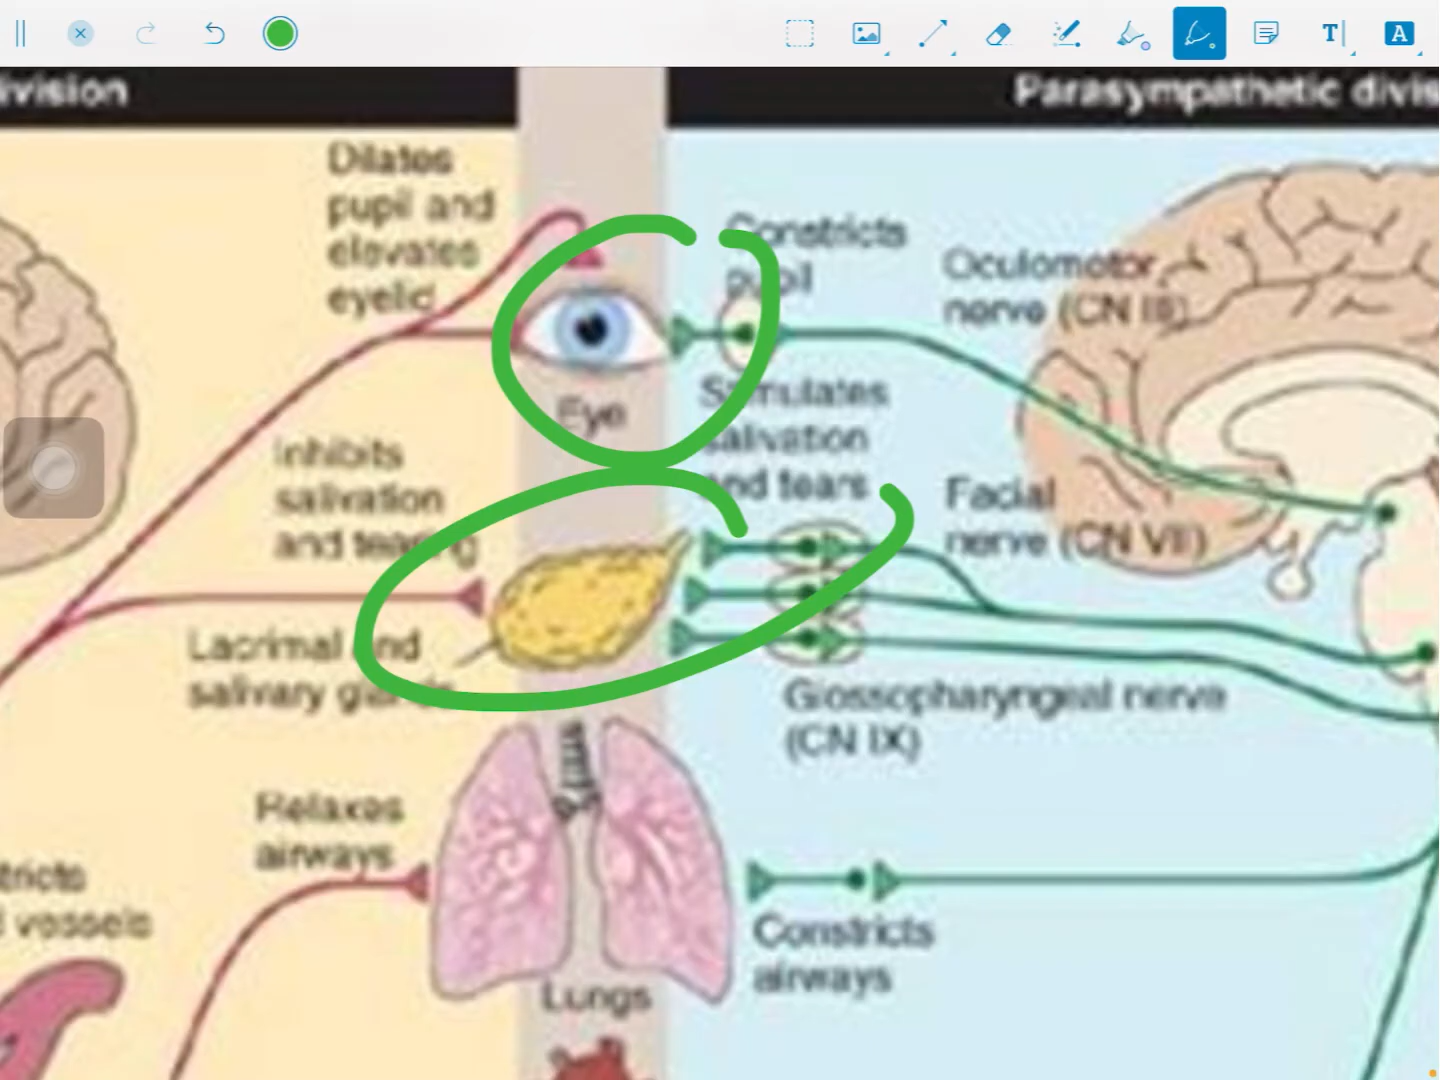 ivision
Parasympathetic divis
Dilates
pupil and
elevates
eyelid
Constricts
pupil
Oculomotor
nerve (CN III)
Eye
Stimulates
salivation
and tears
Inhibits
salivation
and tearing
Facial
nerve (CN VII)
Lacrimal and
salivary glands
Glossopharyngeal nerve
(CN IX)
Relaxes
airways
tricts
vessels
Constricts
airways
Lungs
T
A